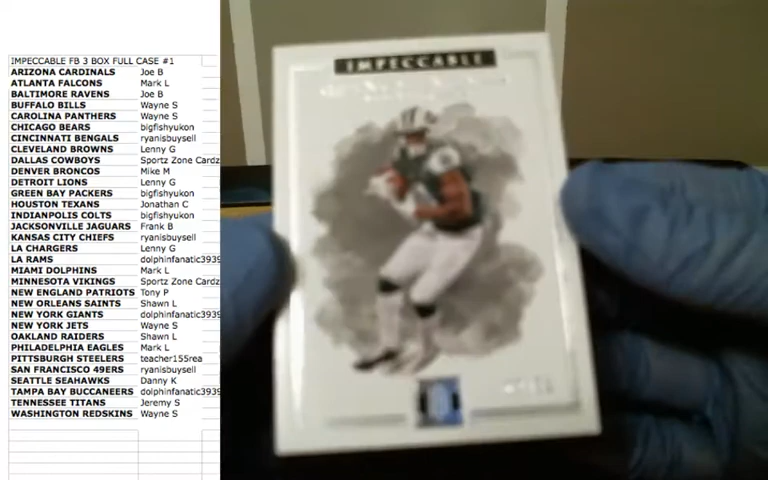 IMPECCABLE FB 3 BOX FULL CASE #1
ARIZONA CARDINALS Joe B
ATLANTA FALCONS Mark L
BALTIMORE RAVENS Joe B
BUFFALO BILLS Wayne S
CAROLINA PANTHERS Wayne S
CHICAGO BEARS bigfishyukon
CINCINNATI BENGALS ryanisbuysell
CLEVELAND BROWNS Lenny G
DALLAS COWBOYS Sportz Zone Cardz
DENVER BRONCOS Mike M
DETROIT LIONS Lenny G
GREEN BAY PACKERS bigfishyukon
HOUSTON TEXANS Jonathan C
INDIANPOLIS COLTS bigfishyukon
JACKSONVILLE JAGUARS Frank B
KANSAS CITY CHIEFS ryanisbuysell
LA CHARGERS Lenny G
LA RAMS dolphinfanatic3939
MIAMI DOLPHINS Mark L
MINNESOTA VIKINGS Sportz Zone Cardz
NEW ENGLAND PATRIOTS Tony P
NEW ORLEANS SAINTS Shawn L
NEW YORK GIANTS dolphinfanatic3939
NEW YORK JETS Wayne S
OAKLAND RAIDERS Shawn L
PHILADELPHIA EAGLES Mark L
PITTSBURGH STEELERS teacher155rea
SAN FRANCISCO 49ERS ryanisbuysell
SEATTLE SEAHAWKS Danny K
TAMPA BAY BUCCANEERS dolphinfanatic3939
TENNESSEE TITANS Jeremy S
WASHINGTON REDSKINS Wayne S
IMPECCABLE